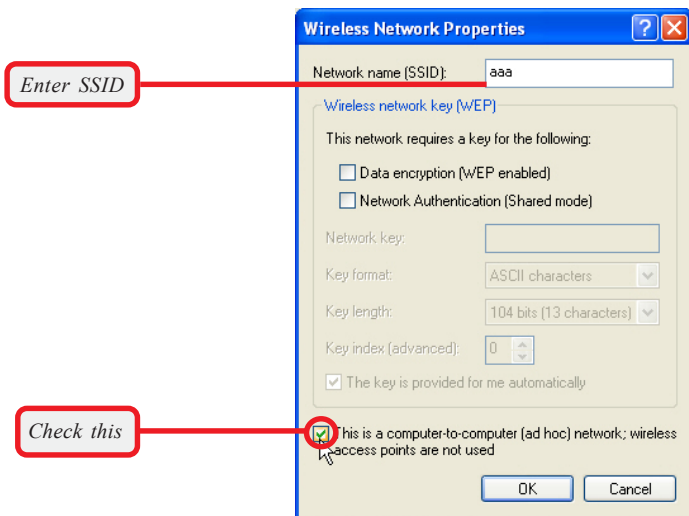 Wireless Network Properties
Enter SSID
Network name (SSID): aaa
Wireless network key (WEP)
This network requires a key for the following:
Data encryption (WEP enabled)
Network Authentication (Shared mode)
Network key:
Key format: ASCII characters
Key length: 104 bits (13 characters)
Key index (advanced): 0
The key is provided for me automatically
Check this
This is a computer-to-computer (ad hoc) network; wireless
access points are not used
OK Cancel